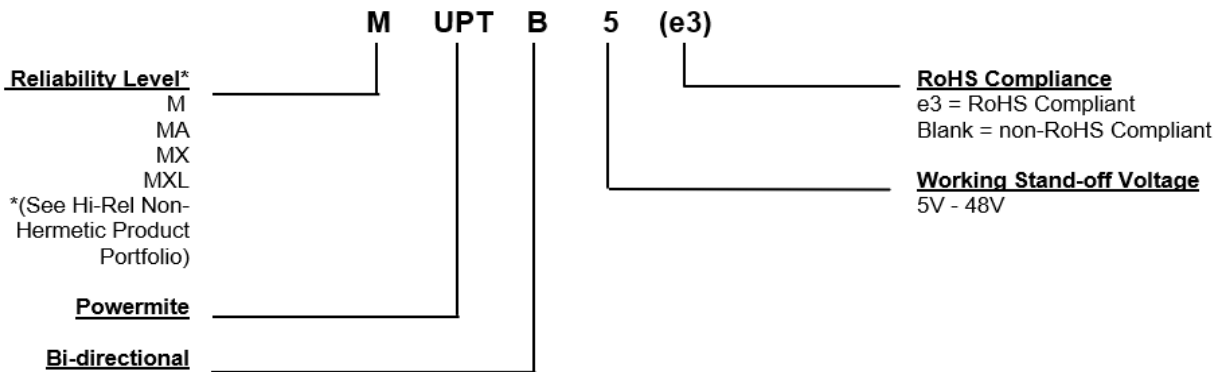 M UPT B 5 (e3)
Reliability Level*
M
MA
MX
MXL
*(See Hi-Rel Non-
Hermetic Product
Portfolio)
Powermite
Bi-directional
RoHS Compliance
e3 = RoHS Compliant
Blank = non-RoHS Compliant
Working Stand-off Voltage
5V - 48V